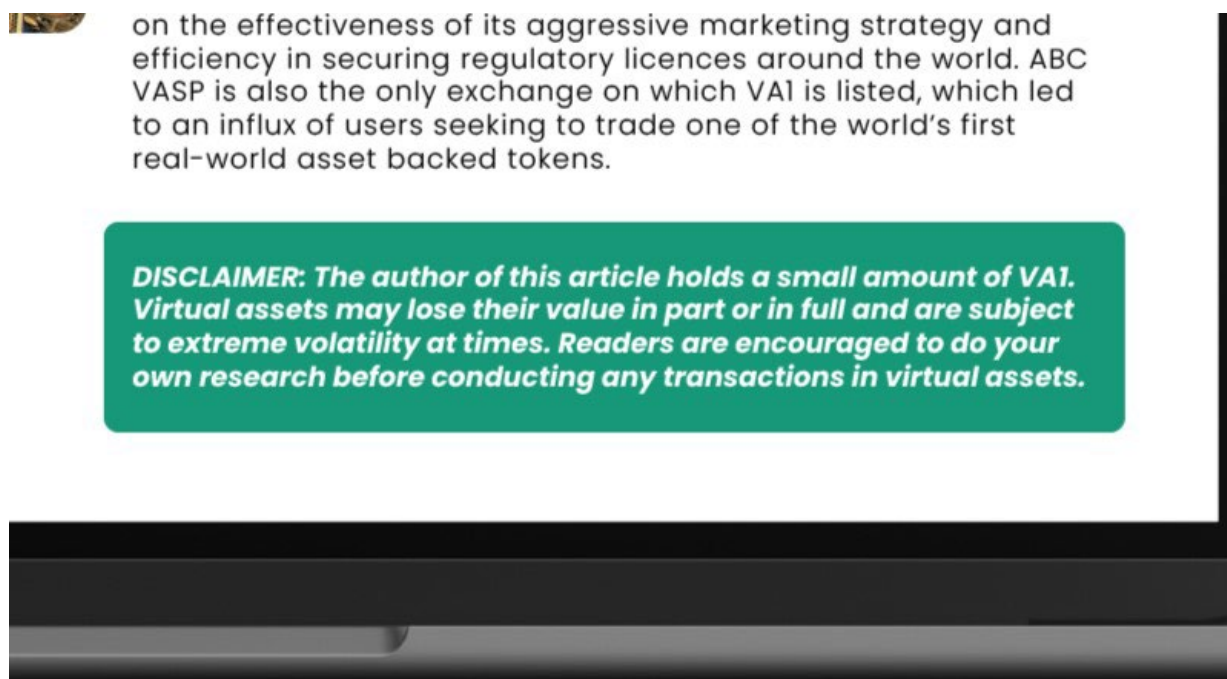 on the effectiveness of its aggressive marketing strategy and
efficiency in securing regulatory licences around the world. ABC
VASP is also the only exchange on which VA1 is listed, which led
to an influx of users seeking to trade one of the world's first
real-world asset backed tokens.
DISCLAIMER: The author of this article holds a small amount of VA1.
Virtual assets may lose their value in part or in full and are subject
to extreme volatility at times. Readers are encouraged to do your
own research before conducting any transactions in virtual assets.